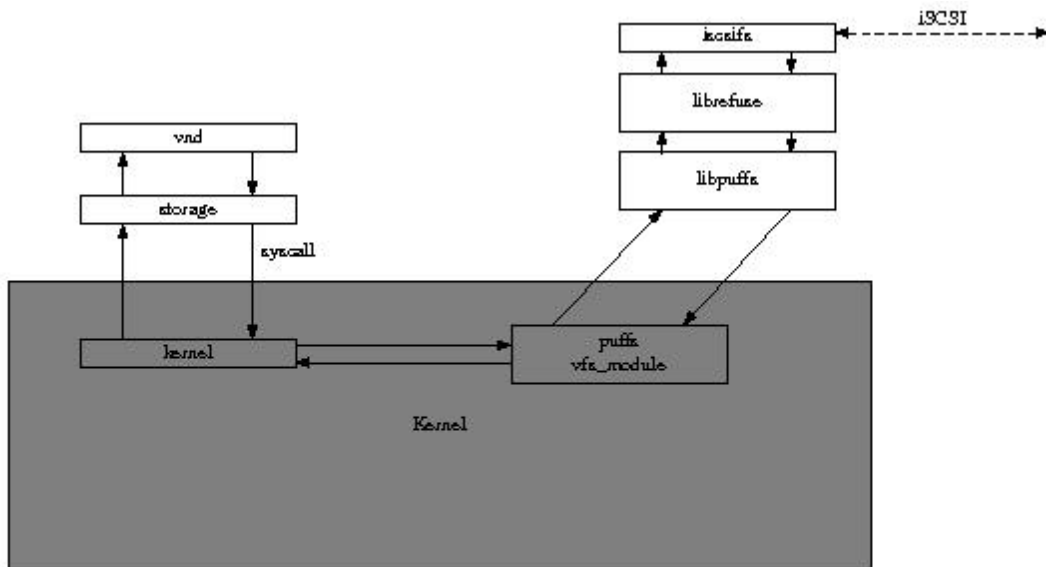 iSCSI
iscsifs
librefuse
vnd
libpuffs
storage
syscall
puffs
kernel
vfs_module
Kernel